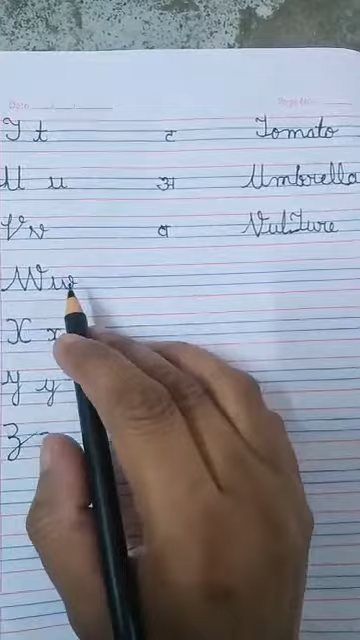 Date Page No.
T t ट Tomato
U u अ Umbrella
V v व VulTure
W w
X x
Y y
Z